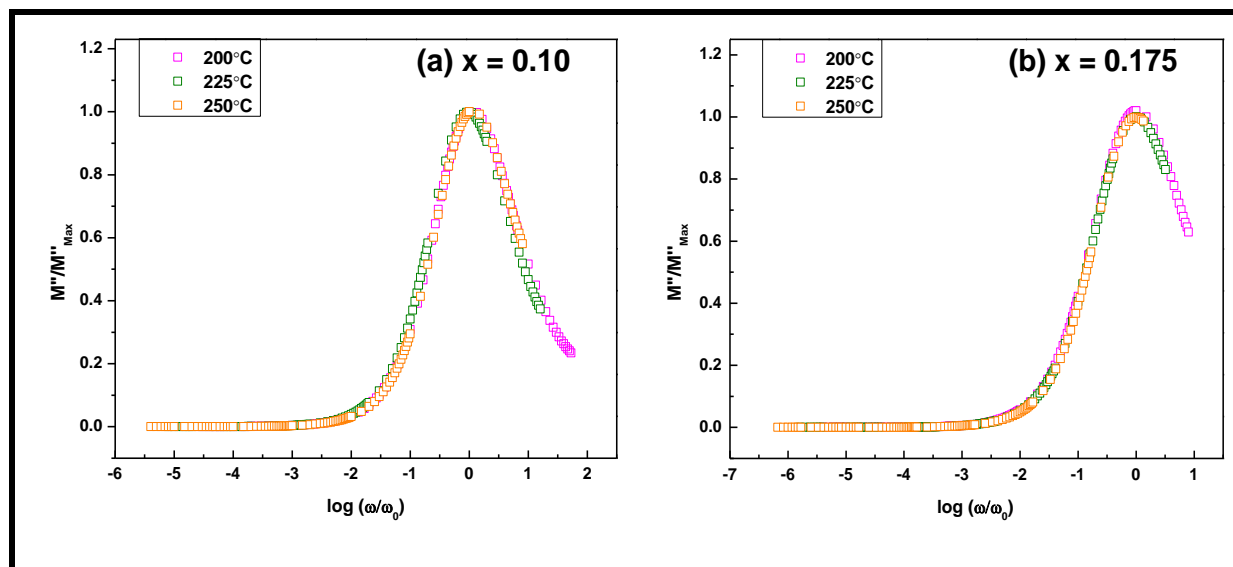 (a) x = 0.10
200°C
225°C
250°C
1.2
1.0
0.8
0.6
0.4
0.2
0.0
M''/M''Max
-6 -5 -4 -3 -2 -1 0 1 2
log (ω/ω0)
(b) x = 0.175
200°C
225°C
250°C
1.2
1.0
0.8
0.6
0.4
0.2
0.0
M''/M''Max
-7 -6 -5 -4 -3 -2 -1 0 1
log (ω/ω0)